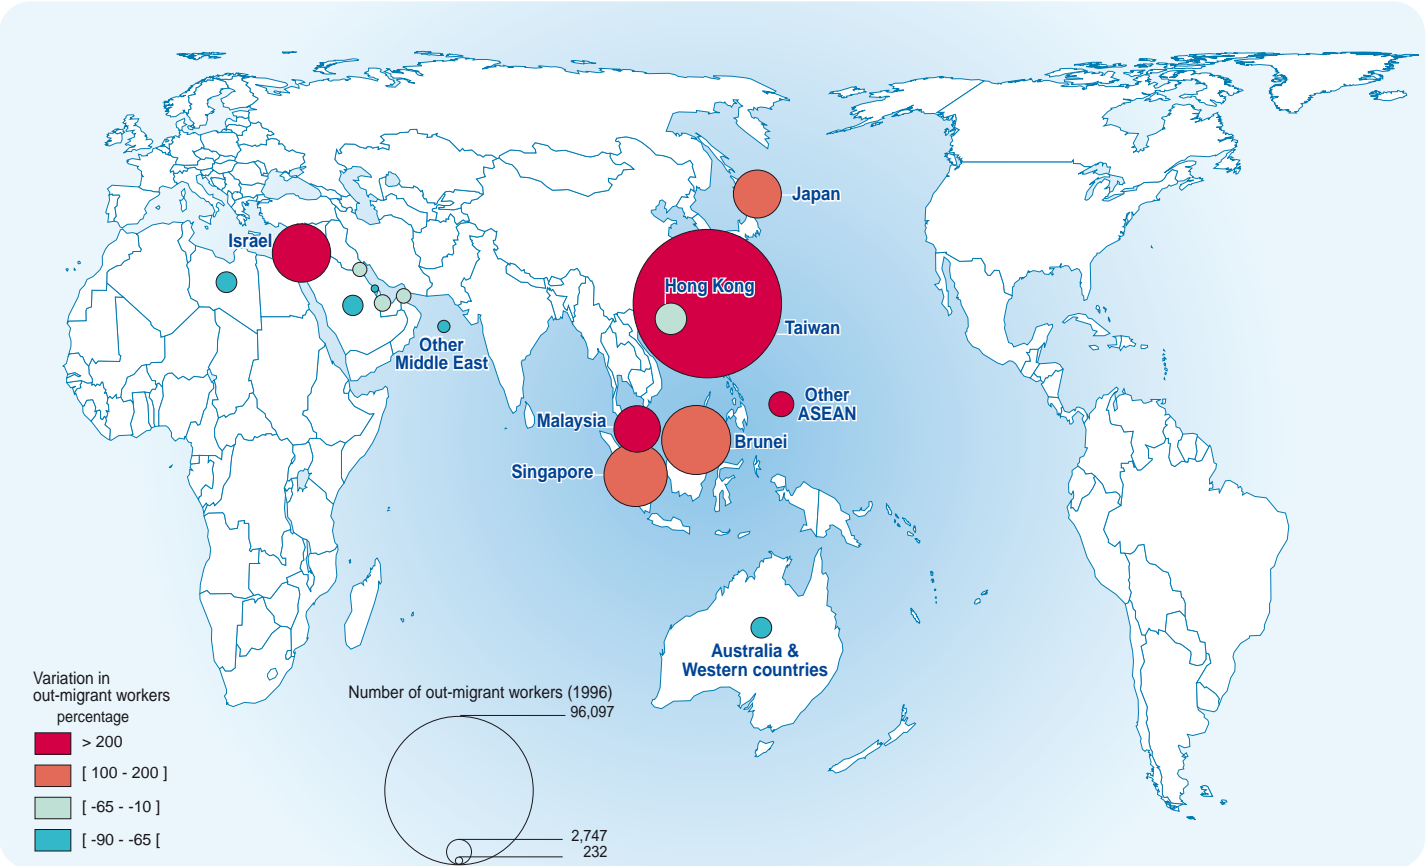 Japan
Israel
Hong Kong
Taiwan
Other
Middle East
Other
ASEAN
Malaysia
Brunei
Singapore
Australia &
Western countries
Variation in
out-migrant workers
percentage
> 200
[ 100 - 200 ]
[ -65 - -10 ]
[ -90 - -65 [
Number of out-migrant workers (1996)
96,097
2,747
232